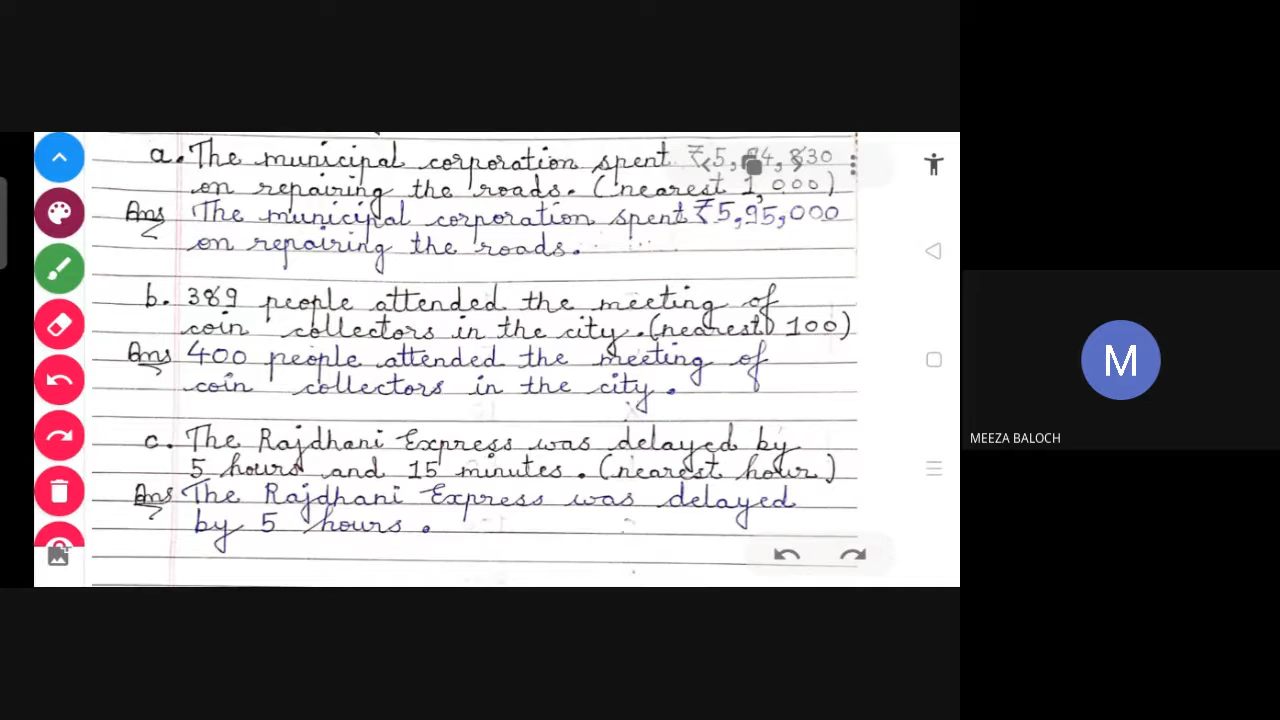 a. The municipal corporation spent ₹5,94,830
on repairing the roads. (nearest 1,000)
Ans The municipal corporation spent ₹5,95,000
on repairing the roads.
b. 389 people attended the meeting of
coin collectors in the city. (nearest 100)
Ans 400 people attended the meeting of
coin collectors in the city.
c. The Rajdhani Express was delayed by
5 hours and 15 minutes. (nearest hour)
Ans The Rajdhani Express was delayed
by 5 hours.
M
MEEZA BALOCH